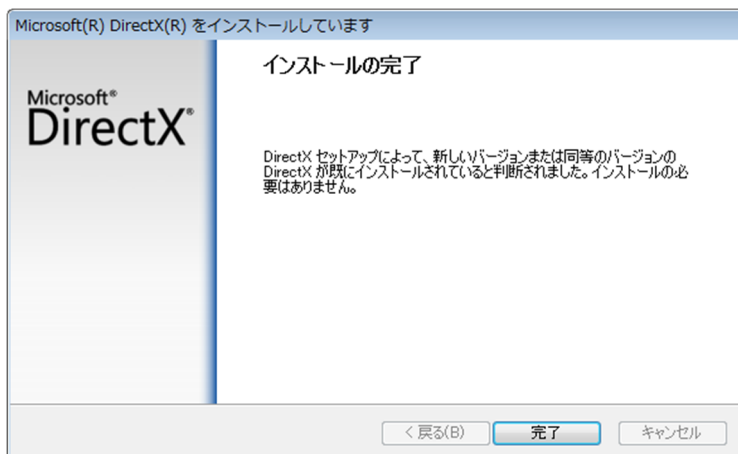 Microsoft(R) DirectX(R) をインストールしています
インストールの完了
Microsoft®
DirectX®
DirectX セットアップによって、新しいバージョンまたは同等のバージョンの
DirectX が既にインストールされていると判断されました。インストールの必
要はありません。
< 戻る(B)
完了
キャンセル